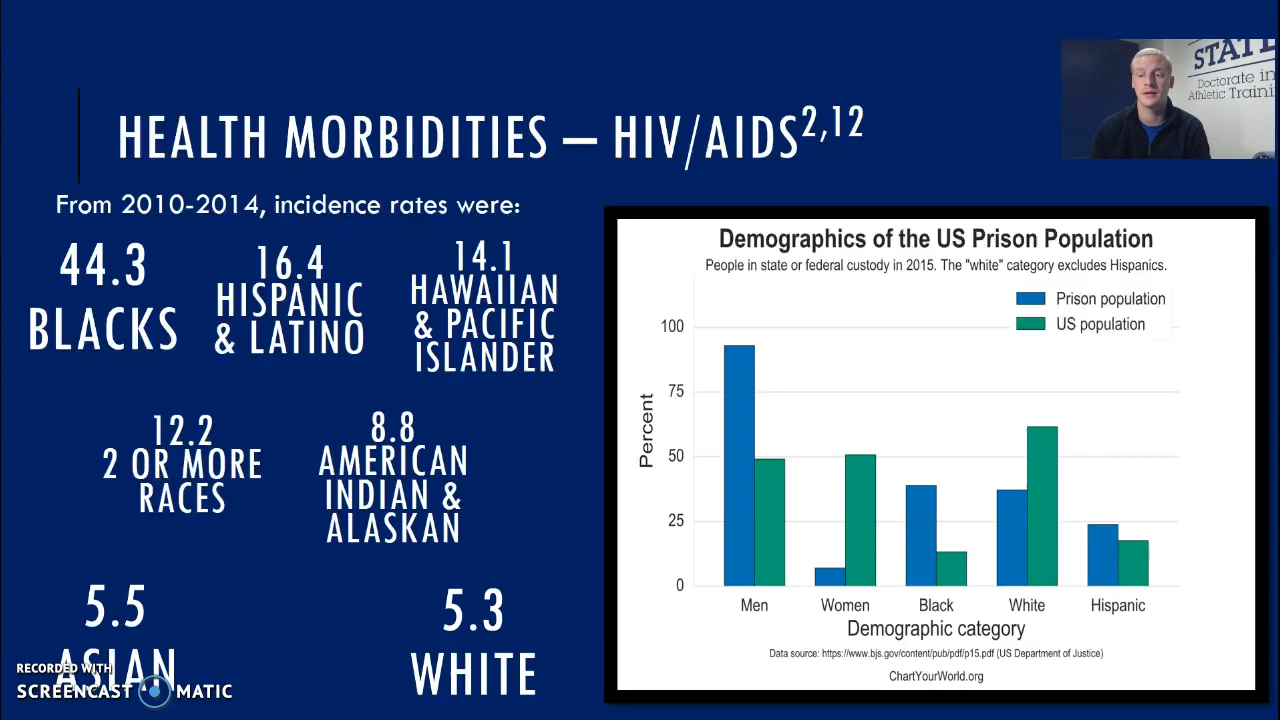 STATE
Doctorate in
Athletic Traini
HEALTH MORBIDITIES – HIV/AIDS2,12
From 2010-2014, incidence rates were:
44.3
BLACKS
16.4
HISPANIC
& LATINO
14.1
HAWAIIAN
& PACIFIC
ISLANDER
12.2
2 OR MORE
RACES
8.8
AMERICAN
INDIAN &
ALASKAN
5.5
ASIAN
5.3
WHITE
Demographics of the US Prison Population
People in state or federal custody in 2015. The "white" category excludes Hispanics.
Prison population
US population
100
75
50
25
0
Percent
Men Women Black White Hispanic
Demographic category
Data source: https://www.bjs.gov/content/pub/pdf/p15.pdf (US Department of Justice)
ChartYourWorld.org
RECORDED WITH
SCREENCAST MATIC